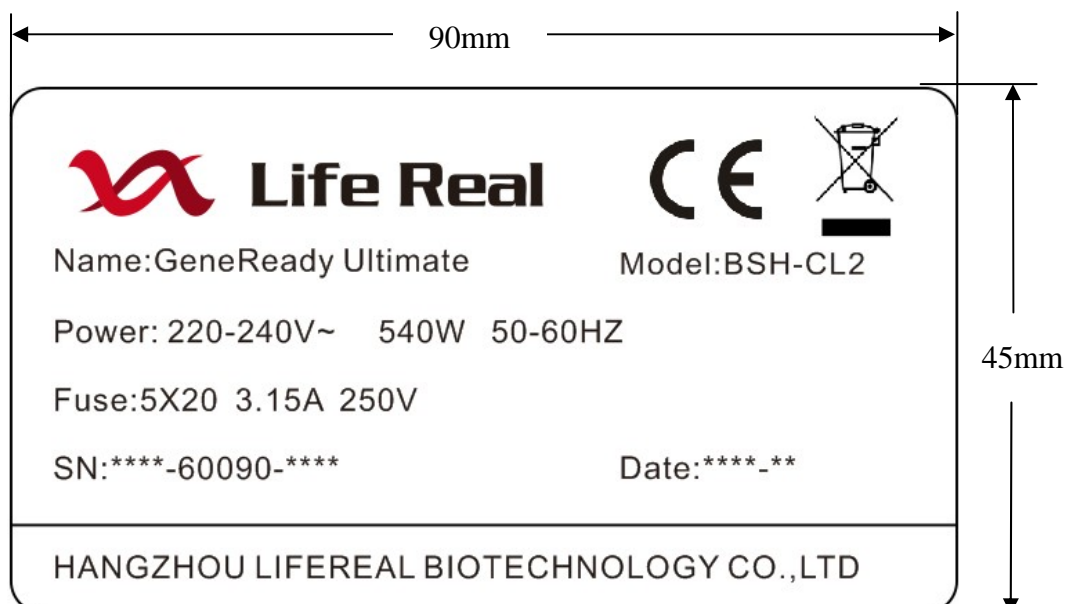 90mm
Life Real CE
Name:GeneReady Ultimate Model:BSH-CL2
Power: 220-240V~ 540W 50-60HZ
45mm
Fuse:5X20 3.15A 250V
SN:****-60090-**** Date:****-**
HANGZHOU LIFEREAL BIOTECHNOLOGY CO.,LTD